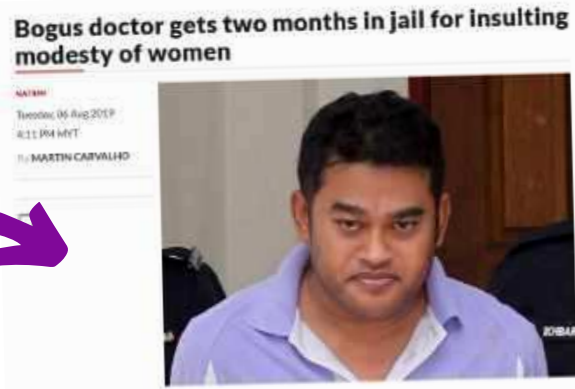 Bogus doctor gets two months in jail for insulting
modesty of women
NATION
Tuesday, 06 Aug 2019
4:11 PM MYT
By MARTIN CARVALHO